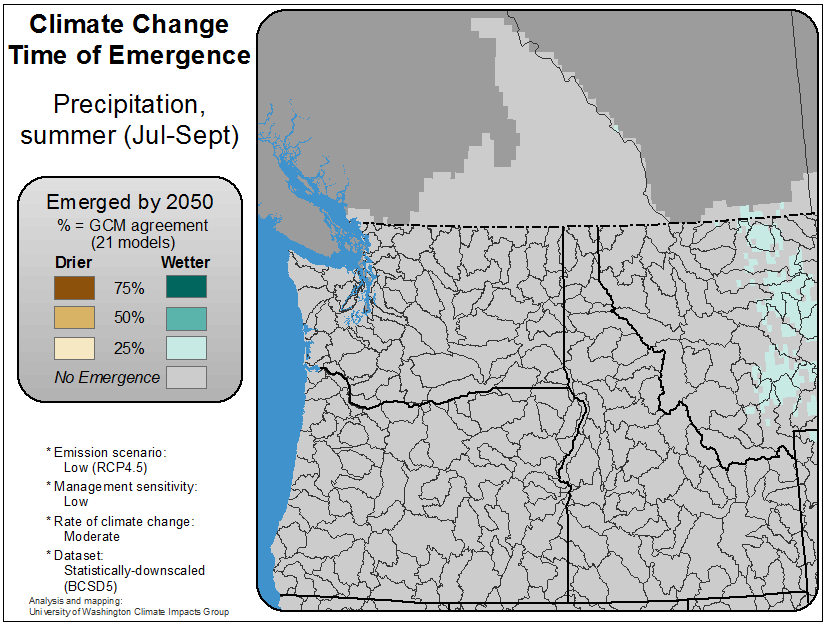 Climate Change
Time of Emergence
Precipitation,
summer (Jul-Sept)
Emerged by 2050
% = GCM agreement
(21 models)
Drier Wetter
75%
50%
25%
No Emergence
* Emission scenario:
Low (RCP4.5)
* Management sensitivity:
Low
* Rate of climate change:
Moderate
* Dataset:
Statistically-downscaled
(BCSD5)
Analysis and mapping:
University of Washington Climate Impacts Group